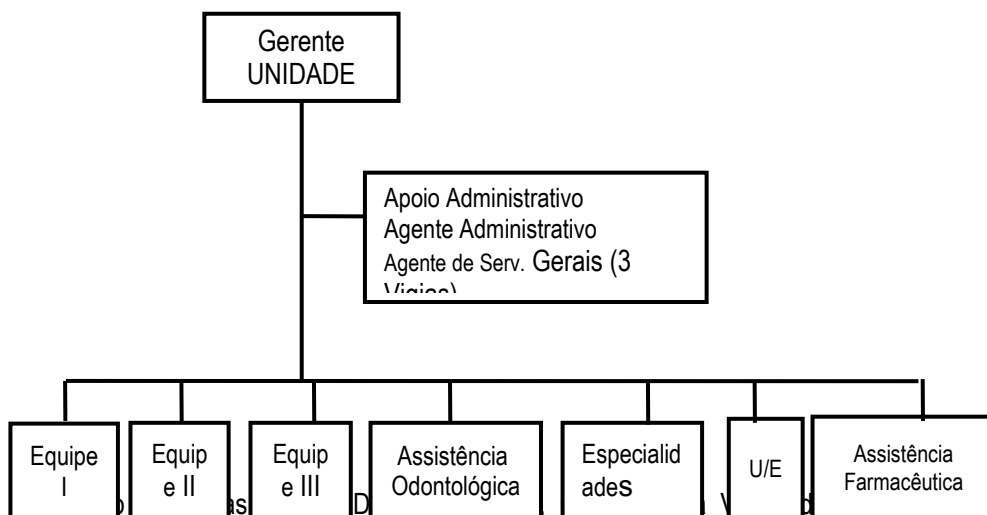 Gerente
UNIDADE
Apoio Administrativo
Agente Administrativo
Agente de Serv. Gerais (3
Vigias)
Equipe
I
Equip
e II
Equip
e III
Assistência
Odontológica
Especialid
ades
U/E
Assistência
Farmacêutica